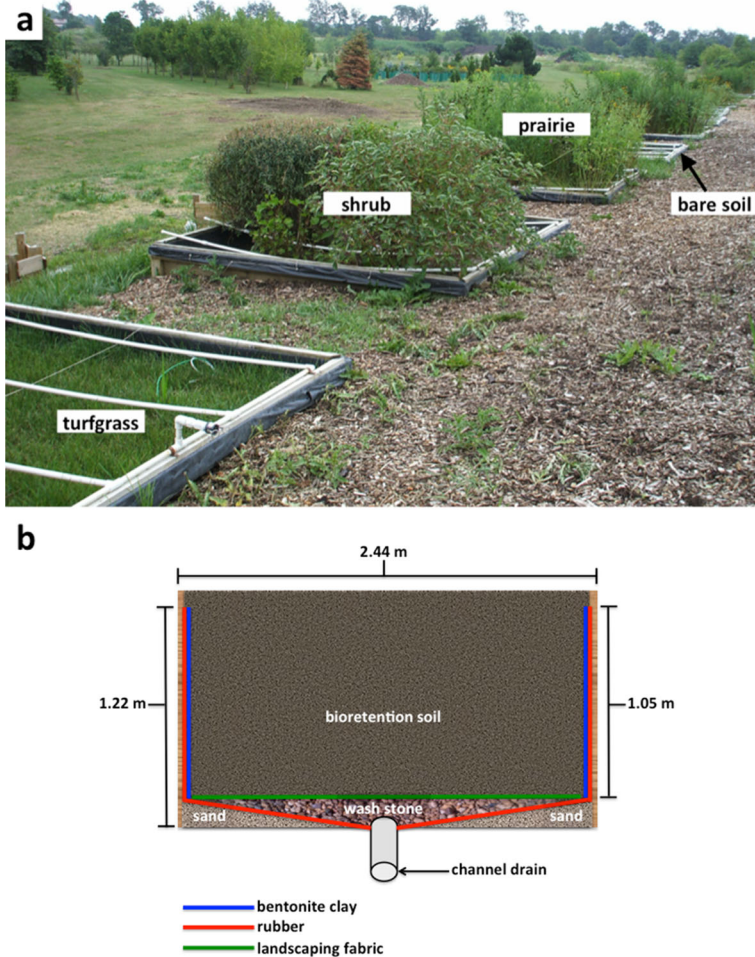 a
prairie
shrub
bare soil
turfgrass
b
2.44 m
1.22 m
1.05 m
bioretention soil
wash stone
sand
sand
channel drain
bentonite clay
rubber
landscaping fabric